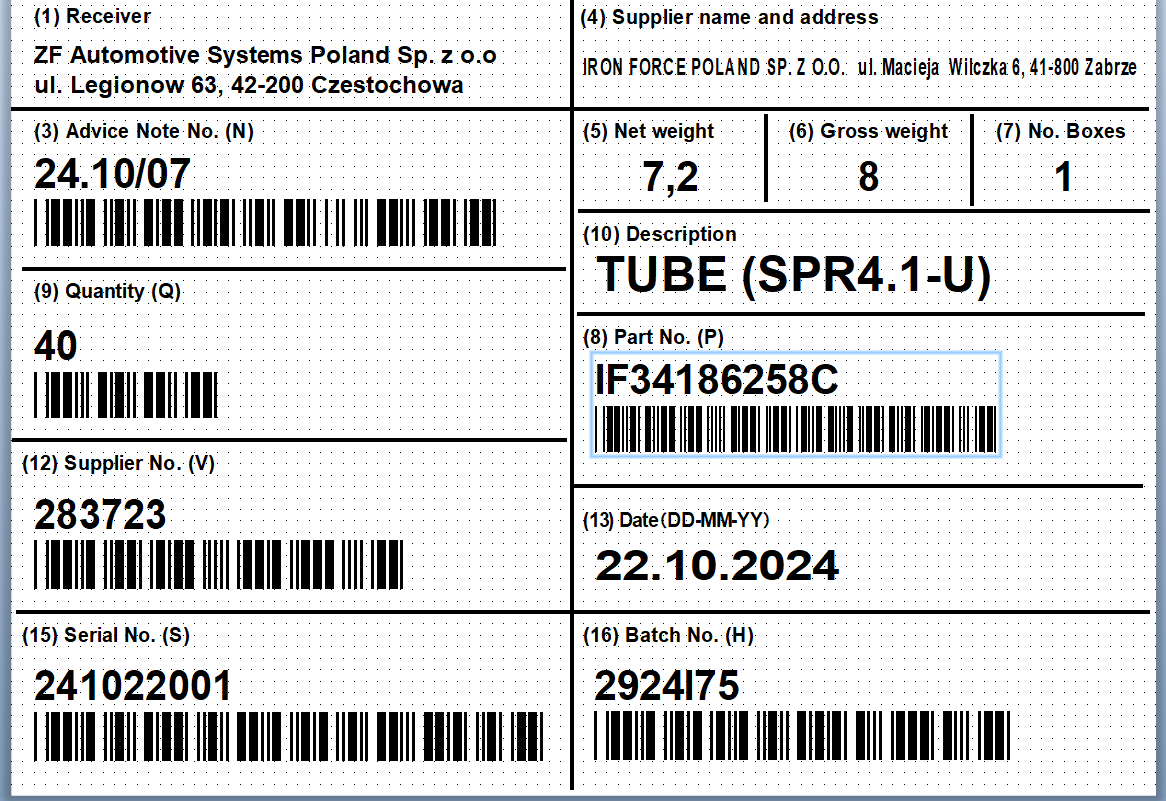 (1) Receiver
ZF Automotive Systems Poland Sp. z o.o
ul. Legionow 63, 42-200 Czestochowa
(4) Supplier name and address
IRON FORCE POLAND SP. Z O.O. ul. Macieja Wilczka 6, 41-800 Zabrze
(3) Advice Note No. (N)
24.10/07
(5) Net weight
7,2
(6) Gross weight
8
(7) No. Boxes
1
(10) Description
TUBE (SPR4.1-U)
(9) Quantity (Q)
40
(8) Part No. (P)
IF34186258C
(12) Supplier No. (V)
283723
(13) Date(DD-MM-YY)
22.10.2024
(15) Serial No. (S)
241022001
(16) Batch No. (H)
2924I75